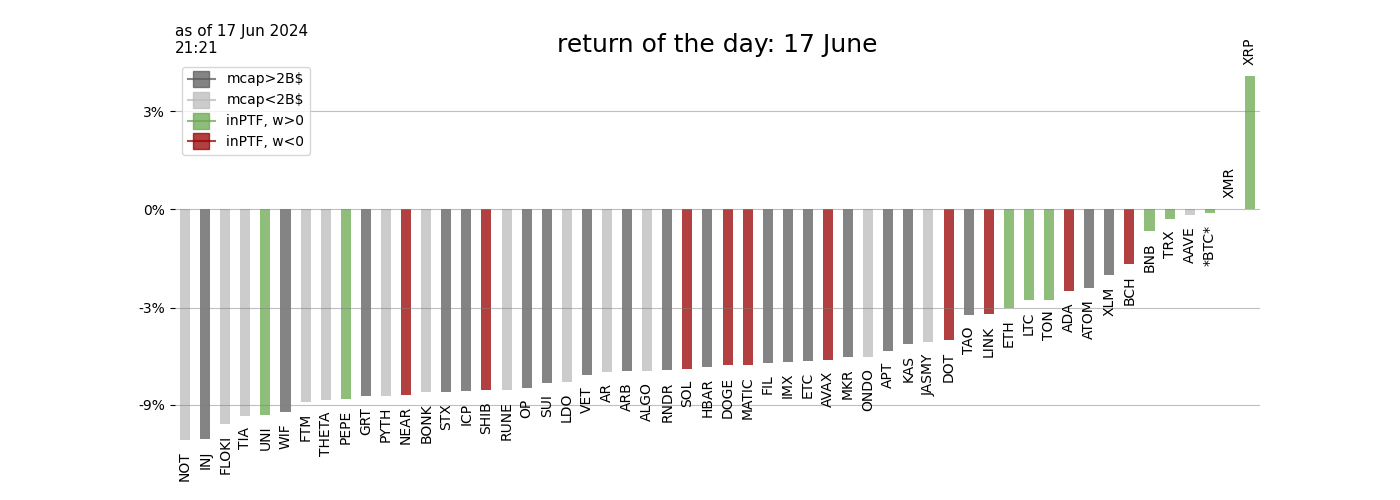 as of 17 Jun 2024
21:21
return of the day: 17 June
mcap>2B$
mcap<2B$
inPTF, w>0
inPTF, w<0
3%
0%
-3%
-9%
NOT
INJ
FLOKI
TIA
UNI
WIF
FTM
THETA
PEPE
GRT
PYTH
NEAR
BONK
STX
ICP
SHIB
RUNE
OP
SUI
LDO
VET
AR
ARB
ALGO
RNDR
SOL
HBAR
DOGE
MATIC
FIL
IMX
ETC
AVAX
MKR
ONDO
APT
KAS
JASMY
DOT
TAO
LINK
ETH
LTC
TON
ADA
ATOM
XLM
BCH
BNB
TRX
AAVE
*BTC*
XMR
XRP